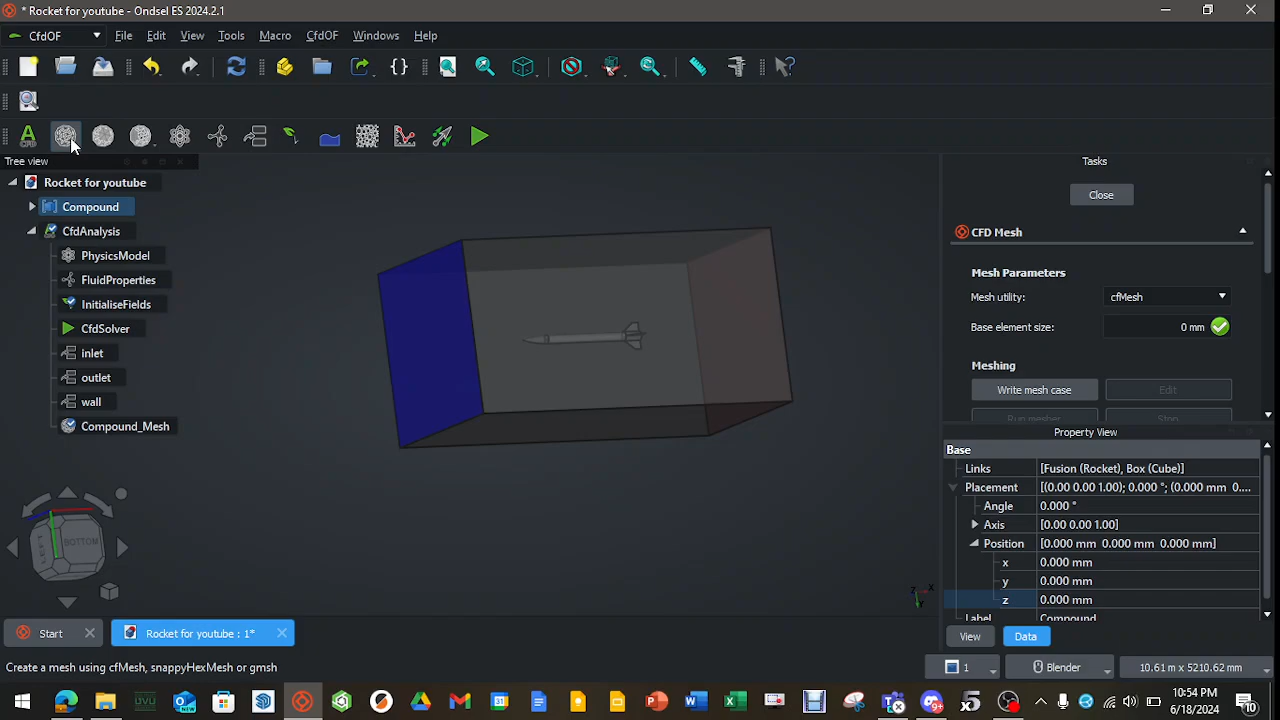 * Rocket for youtube - Ondsel ES 2024.2.1
CfdOF File Edit View Tools Macro CfdOF Windows Help
Tree view
Rocket for youtube
Compound
CfdAnalysis
PhysicsModel
FluidProperties
InitialiseFields
CfdSolver
inlet
outlet
wall
Compound_Mesh
BOTTOM
Tasks
Close
CFD Mesh
Mesh Parameters
Mesh utility: cfMesh
Base element size: 0 mm
Meshing
Write mesh case Edit
Run mesher Stop
Property View
Base
Links [Fusion (Rocket), Box (Cube)]
Placement [(0.00 0.00 1.00); 0.000 °; (0.000 mm 0....
Angle 0.000 °
Axis [0.00 0.00 1.00]
Position [0.000 mm 0.000 mm 0.000 mm]
x 0.000 mm
y 0.000 mm
z 0.000 mm
Label Compound
View Data
Start Rocket for youtube : 1*
Create a mesh using cfMesh, snappyHexMesh or gmsh
1 Blender 10.61 m x 5210.62 mm
10:54 PM
6/18/2024